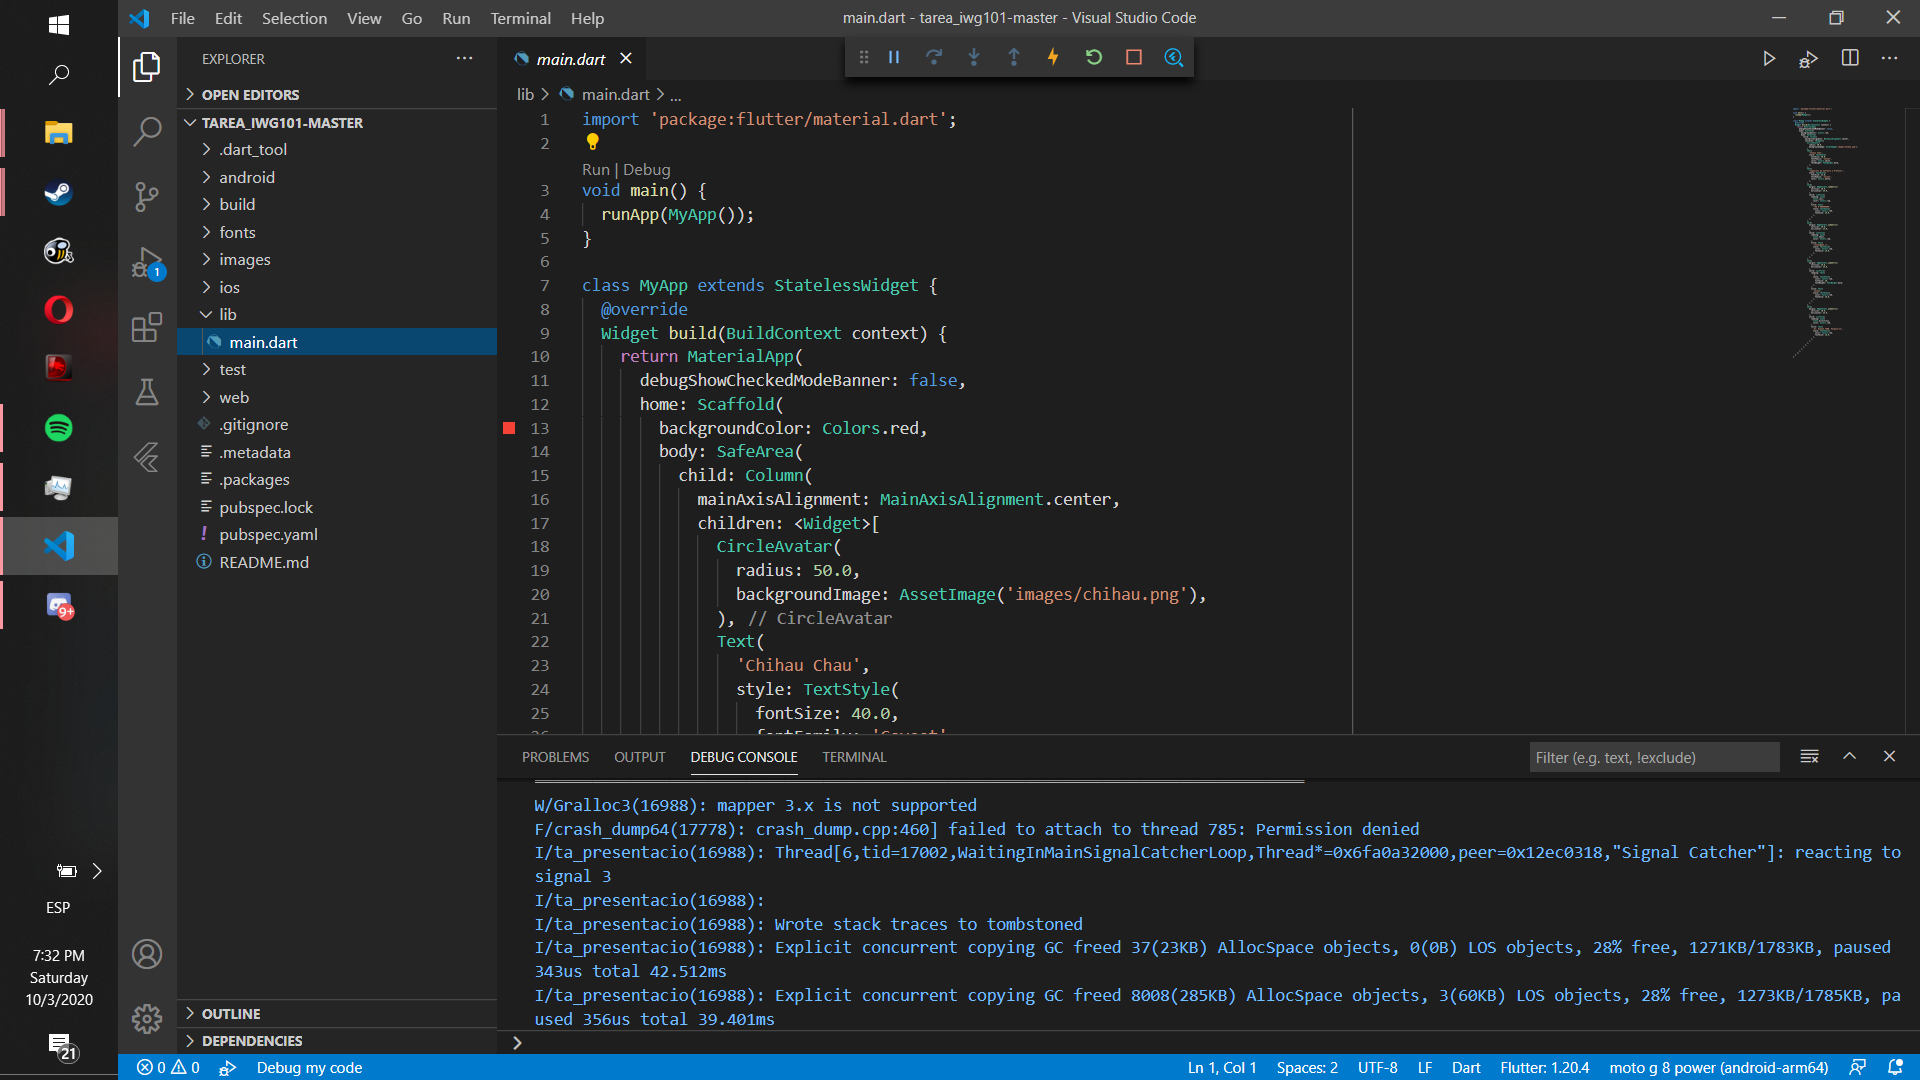 File Edit Selection View Go Run Terminal Help
main.dart - tarea_iwg101-master - Visual Studio Code
EXPLORER
OPEN EDITORS
TAREA_IWG101-MASTER
.dart_tool
android
build
fonts
images
ios
lib
main.dart
test
web
.gitignore
.metadata
.packages
pubspec.lock
! pubspec.yaml
README.md
OUTLINE
DEPENDENCIES
1
9+
ESP
7:32 PM
Saturday
10/3/2020
21
main.dart
lib > main.dart > ...
1 import 'package:flutter/material.dart';
2
Run | Debug
3 void main() {
4 runApp(MyApp());
5 }
6
7 class MyApp extends StatelessWidget {
8 @override
9 Widget build(BuildContext context) {
10 return MaterialApp(
11 debugShowCheckedModeBanner: false,
12 home: Scaffold(
13 backgroundColor: Colors.red,
14 body: SafeArea(
15 child: Column(
16 mainAxisAlignment: MainAxisAlignment.center,
17 children: <Widget>[
18 CircleAvatar(
19 radius: 50.0,
20 backgroundImage: AssetImage('images/chihau.png'),
21 ), // CircleAvatar
22 Text(
23 'Chihau Chau',
24 style: TextStyle(
25 fontSize: 40.0,
PROBLEMS OUTPUT DEBUG CONSOLE TERMINAL
Filter (e.g. text, !exclude)
W/Gralloc3(16988): mapper 3.x is not supported
F/crash_dump64(17778): crash_dump.cpp:460] failed to attach to thread 785: Permission denied
I/ta_presentacio(16988): Thread[6,tid=17002,WaitingInMainSignalCatcherLoop,Thread*=0x6fa0a32000,peer=0x12ec0318,"Signal Catcher"]: reacting to
signal 3
I/ta_presentacio(16988):
I/ta_presentacio(16988): Wrote stack traces to tombstoned
I/ta_presentacio(16988): Explicit concurrent copying GC freed 37(23KB) AllocSpace objects, 0(0B) LOS objects, 28% free, 1271KB/1783KB, paused
343us total 42.512ms
I/ta_presentacio(16988): Explicit concurrent copying GC freed 8008(285KB) AllocSpace objects, 3(60KB) LOS objects, 28% free, 1273KB/1785KB, pa
used 356us total 39.401ms
0 0 Debug my code
Ln 1, Col 1 Spaces: 2 UTF-8 LF Dart Flutter: 1.20.4 moto g 8 power (android-arm64)